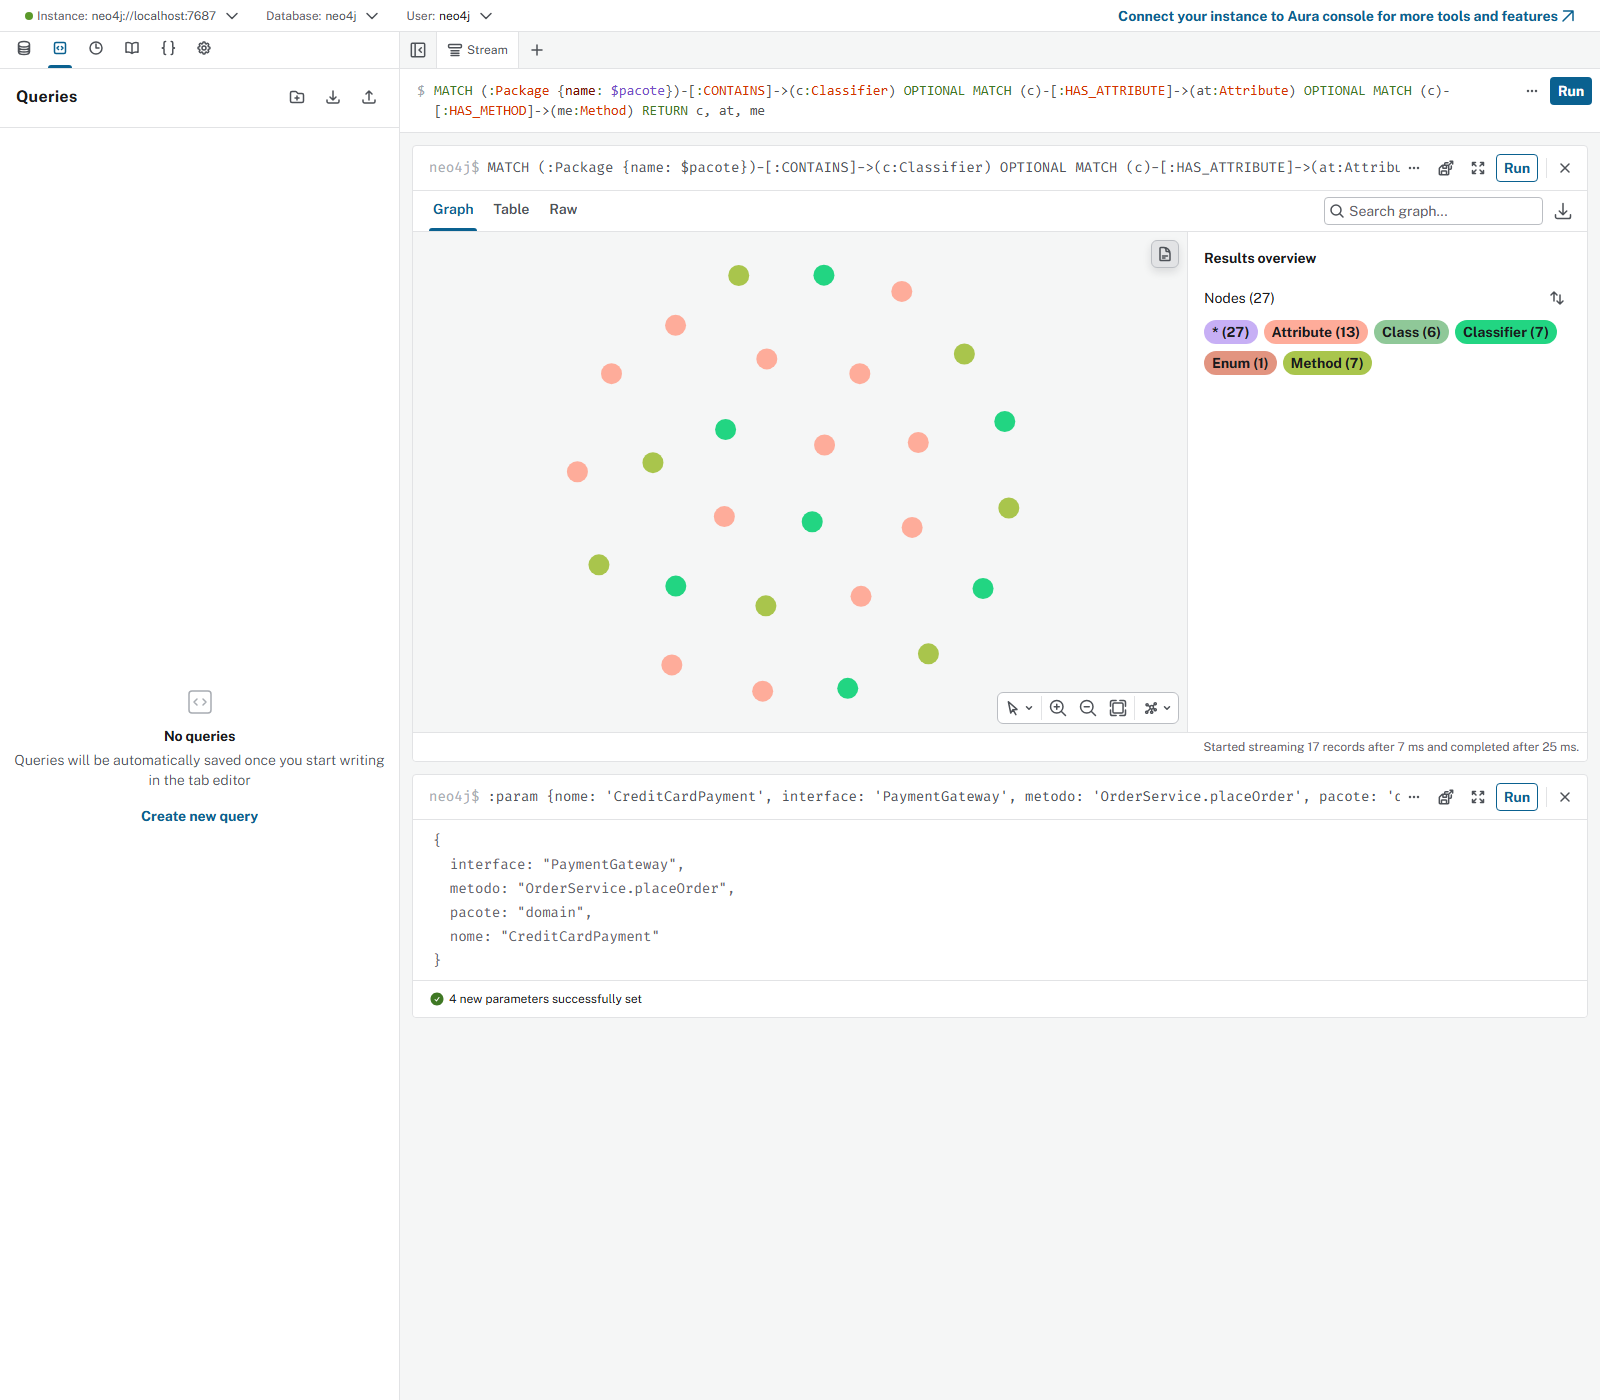 Instance: neo4j://localhost:7687
Database: neo4j
User: neo4j
Connect your instance to Aura console for more tools and features
Stream
Queries
$ MATCH (:Package {name: $pacote})-[:CONTAINS]->(c:Classifier) OPTIONAL MATCH (c)-[:HAS_ATTRIBUTE]->(at:Attribute) OPTIONAL MATCH (c)-
[:HAS_METHOD]->(me:Method) RETURN c, at, me
Run
neo4j$ MATCH (:Package {name: $pacote})-[:CONTAINS]->(c:Classifier) OPTIONAL MATCH (c)-[:HAS_ATTRIBUTE]->(at:Attribu
Run
Graph
Table
Raw
Search graph...
Results overview
Nodes (27)
* (27)
Attribute (13)
Class (6)
Classifier (7)
Enum (1)
Method (7)
No queries
Queries will be automatically saved once you start writing
in the tab editor
Create new query
Started streaming 17 records after 7 ms and completed after 25 ms.
neo4j$ :param {nome: 'CreditCardPayment', interface: 'PaymentGateway', metodo: 'OrderService.placeOrder', pacote: 'd
Run
{
interface: "PaymentGateway",
metodo: "OrderService.placeOrder",
pacote: "domain",
nome: "CreditCardPayment"
}
4 new parameters successfully set